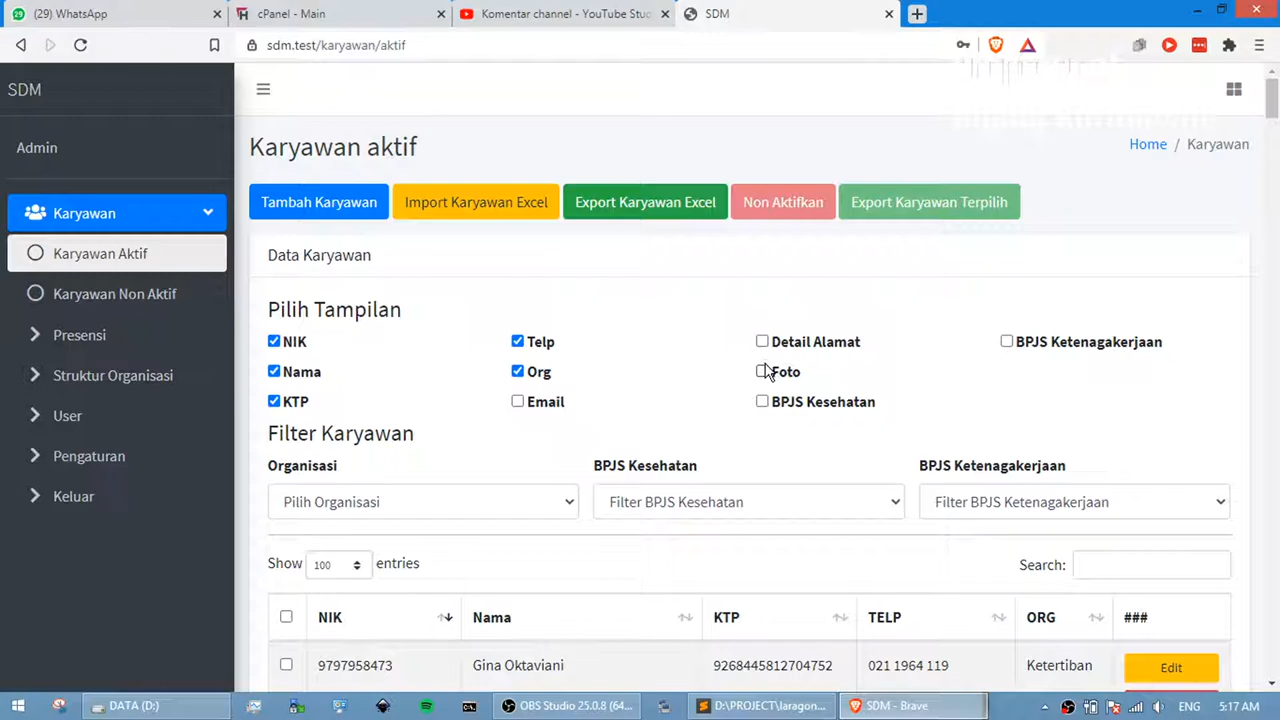 (29) WhatsApp
cPanel - Main
Komentar channel - YouTube Stu
SDM
sdm.test/karyawan/aktif
SDM
Admin
Karyawan
Karyawan Aktif
Karyawan Non Aktif
Presensi
Struktur Organisasi
User
Pengaturan
Keluar
Karyawan aktif
Home / Karyawan
Tambah Karyawan
Import Karyawan Excel
Export Karyawan Excel
Non Aktifkan
Export Karyawan Terpilih
Data Karyawan
Pilih Tampilan
NIK Telp Detail Alamat BPJS Ketenagakerjaan
Nama Org Foto
KTP Email BPJS Kesehatan
Filter Karyawan
Organisasi BPJS Kesehatan BPJS Ketenagakerjaan
Pilih Organisasi Filter BPJS Kesehatan Filter BPJS Ketenagakerjaan
Show 100 entries Search:
NIK Nama KTP TELP ORG ###
9797958473 Gina Oktaviani 9268445812704752 021 1964 119 Ketertiban Edit
DATA (D:)
OBS Studio 25.0.8 (64...
D:\PROJECT\laragon...
SDM - Brave
ENG 5:17 AM